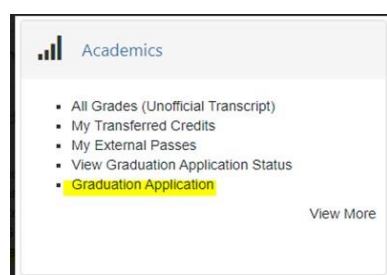 Academics
All Grades (Unofficial Transcript)
My Transferred Credits
My External Passes
View Graduation Application Status
Graduation Application
View More